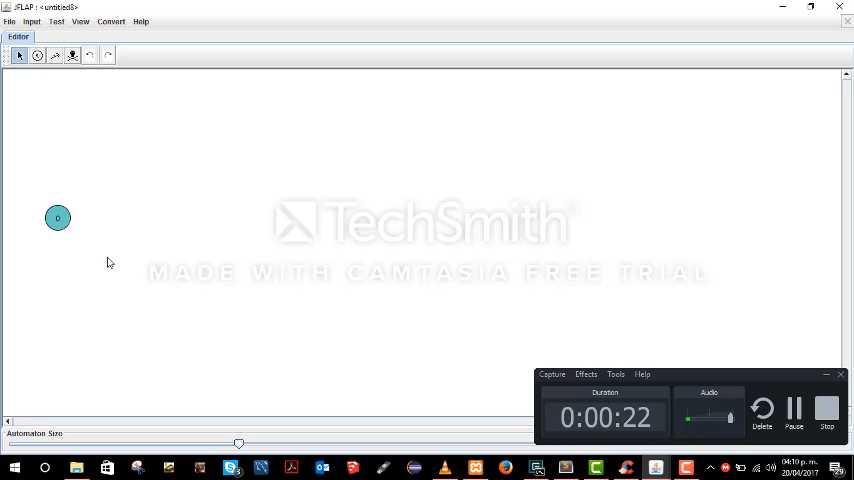 JFLAP : <untitled8>
File Input Test View Convert Help
Editor
0
TechSmith
MADE WITH CAMTASIA FREE TRIAL
Capture Effects Tools Help
Duration Audio
0:00:22
Delete Pause Stop
Automaton Size
04:10 p. m.
20/04/2017